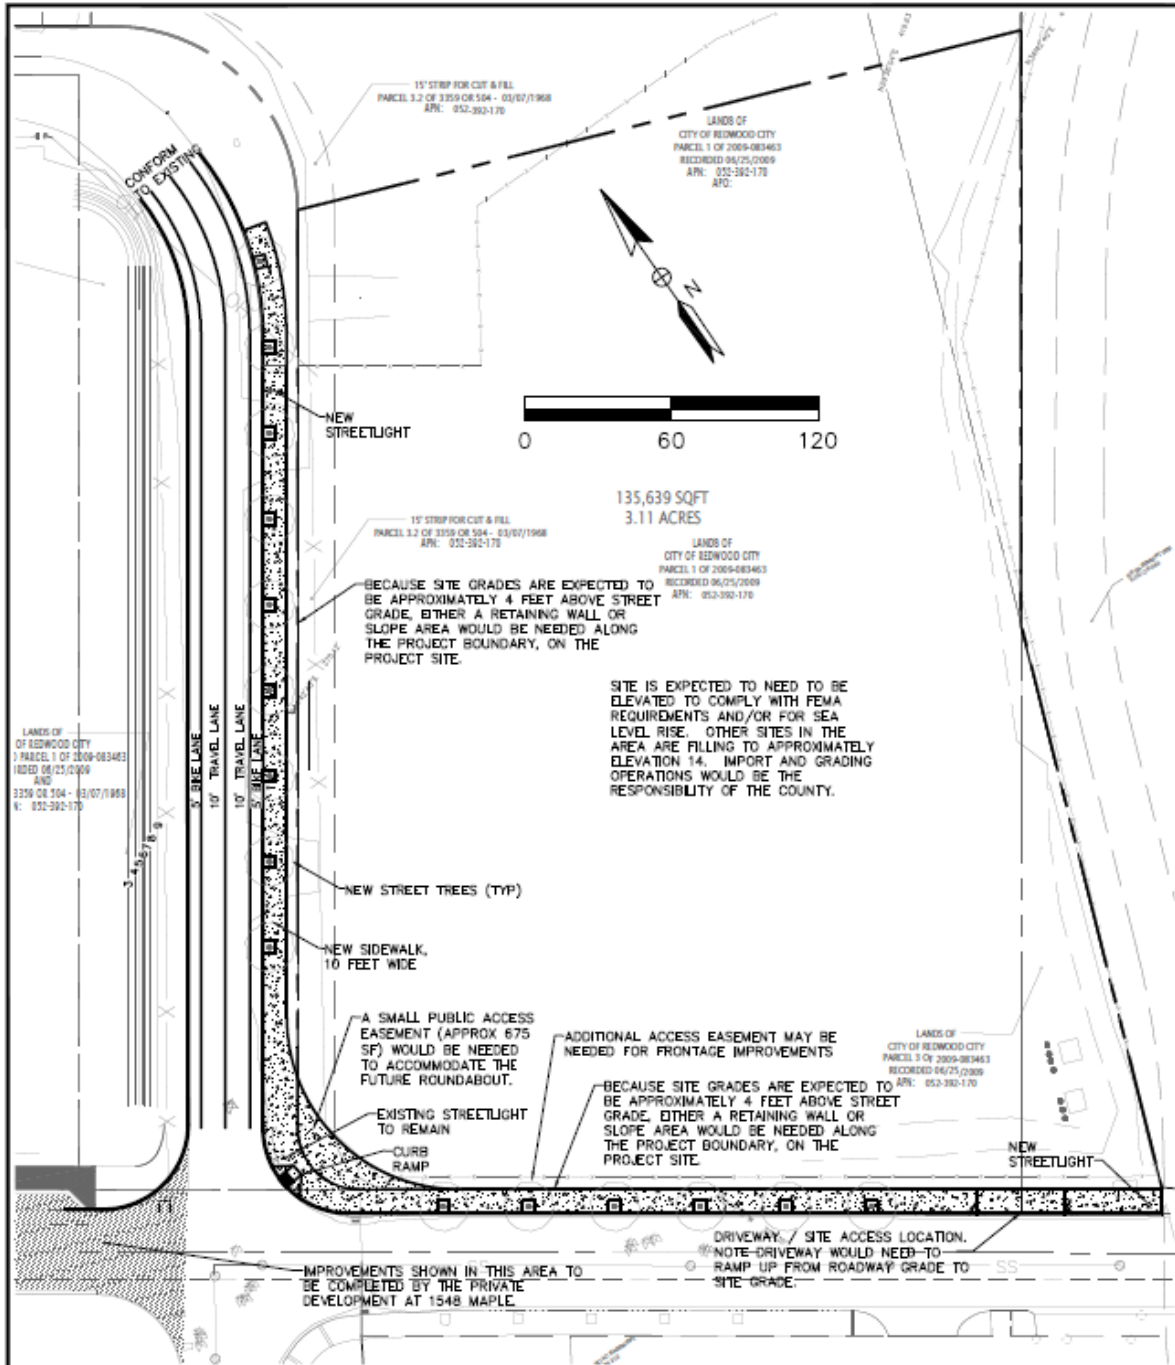 15' STRIP FOR CUT & FILL
PARCEL 3.2 OF 3359 OR 504 - 03/07/1968
APN: 052-392-170
LANDS OF
CITY OF REDWOOD CITY
PARCEL 1 OF 2009-083463
RECORDED 06/25/2009
APN: 052-392-170
APO:
CONFORM
TO EXISTING
N
NEW
STREETLIGHT
0 60 120
135,639 SQFT
3.11 ACRES
15' STRIP FOR CUT & FILL
PARCEL 3.2 OF 3359 OR 504 - 03/07/1968
APN: 052-392-170
LANDS OF
CITY OF REDWOOD CITY
PARCEL 1 OF 2009-083463
RECORDED 06/25/2009
APN: 052-392-170
BECAUSE SITE GRADES ARE EXPECTED TO
BE APPROXIMATELY 4 FEET ABOVE STREET
GRADE, EITHER A RETAINING WALL OR
SLOPE AREA WOULD BE NEEDED ALONG
THE PROJECT BOUNDARY, ON THE
PROJECT SITE.
SITE IS EXPECTED TO NEED TO BE
ELEVATED TO COMPLY WITH FEMA
REQUIREMENTS AND/OR FOR SEA
LEVEL RISE. OTHER SITES IN THE
AREA ARE FILLING TO APPROXIMATELY
ELEVATION 14. IMPORT AND GRADING
OPERATIONS WOULD BE THE
RESPONSIBILITY OF THE COUNTY.
LANDS OF
OF REDWOOD CITY
PARCEL 1 OF 2009-083463
RDED 06/25/2009
AND
3359 OR 504 - 03/07/1968
N: 052-392-170
5' BIKE LANE
10' TRAVEL LANE
10' TRAVEL LANE
5' BIKE LANE
3 4 5 6 7 8 9
NEW STREET TREES (TYP)
NEW SIDEWALK,
10 FEET WIDE
A SMALL PUBLIC ACCESS
EASEMENT (APPROX 675
SF) WOULD BE NEEDED
TO ACCOMMODATE THE
FUTURE ROUNDABOUT.
ADDITIONAL ACCESS EASEMENT MAY BE
NEEDED FOR FRONTAGE IMPROVEMENTS
LANDS OF
CITY OF REDWOOD CITY
PARCEL 3 OF 2009-083463
RECORDED 06/25/2009
APN: 052-392-170
BECAUSE SITE GRADES ARE EXPECTED TO
BE APPROXIMATELY 4 FEET ABOVE STREET
GRADE, EITHER A RETAINING WALL OR
SLOPE AREA WOULD BE NEEDED ALONG
THE PROJECT BOUNDARY, ON THE
PROJECT SITE.
EXISTING STREETLIGHT
TO REMAIN
CURB
RAMP
NEW
STREETLIGHT
DRIVEWAY / SITE ACCESS LOCATION.
NOTE DRIVEWAY WOULD NEED TO
RAMP UP FROM ROADWAY GRADE TO
SITE GRADE.
SS
SS
IMPROVEMENTS SHOWN IN THIS AREA TO
BE COMPLETED BY THE PRIVATE
DEVELOPMENT AT 1548 MAPLE.